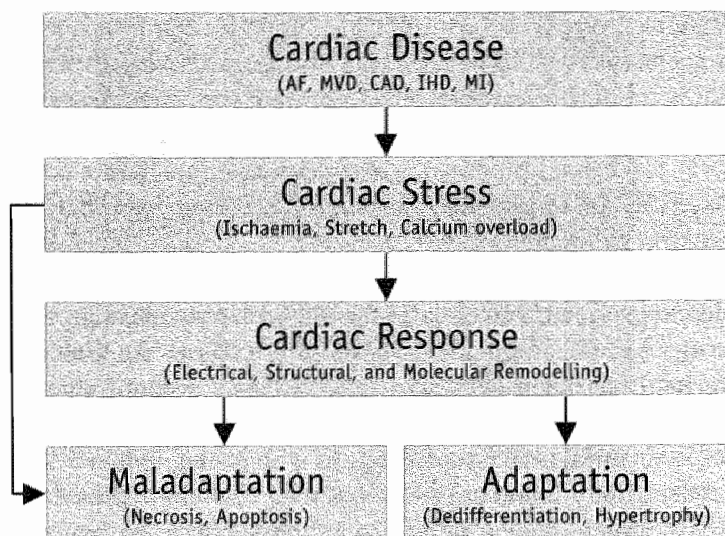 Cardiac Disease
(AF, MVD, CAD, IHD, MI)
Cardiac Stress
(Ischaemia, Stretch, Calcium overload)
Cardiac Response
(Electrical, Structural, and Molecular Remodelling)
Maladaptation
(Necrosis, Apoptosis)
Adaptation
(Dedifferentiation, Hypertrophy)